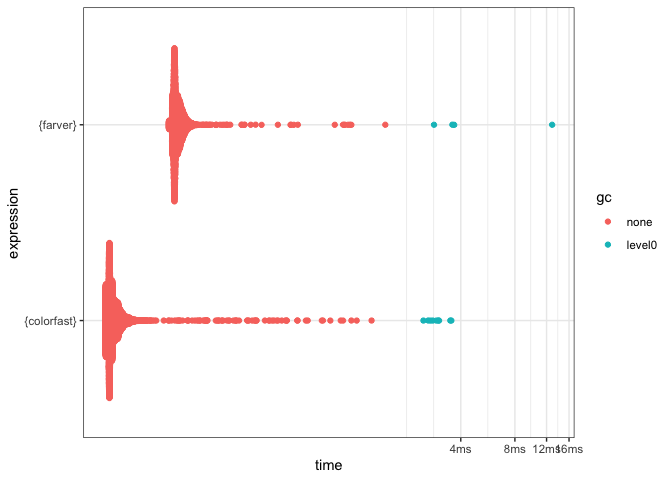 {farver}
{colorfast}
expression
gc
none
level0
4ms 8ms 12ms 16ms
time